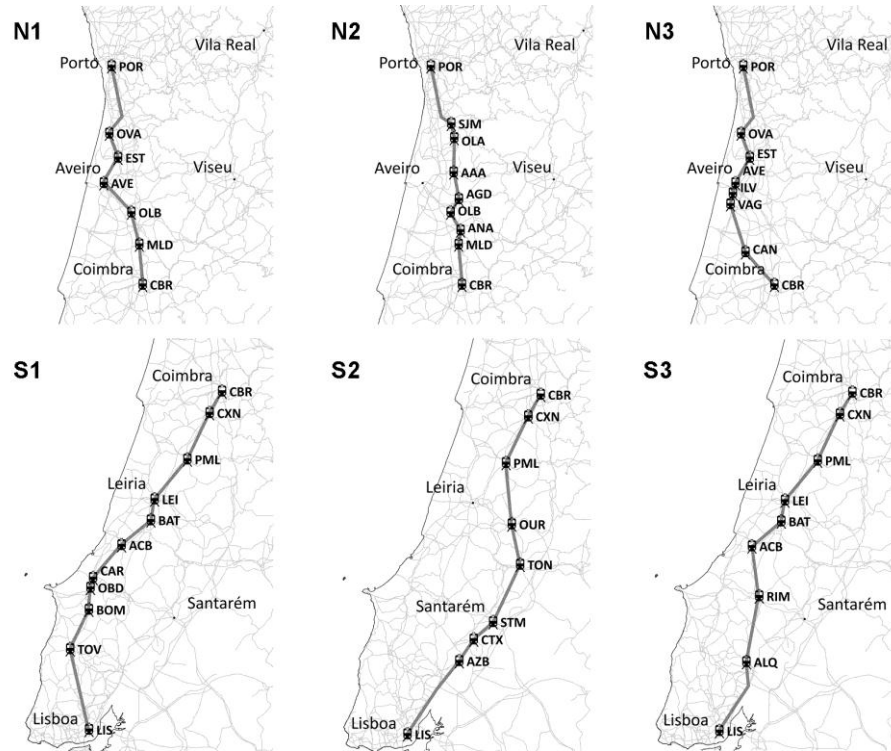 N1
Vila Real
Porto
POR
OVA
EST
Aveiro
AVE
Viseu
OLB
MLD
Coimbra
CBR
N2
Vila Real
Porto
POR
SJM
OLA
Aveiro
AAA
Viseu
AGD
OLB
ANA
MLD
Coimbra
CBR
N3
Vila Real
Porto
POR
OVA
EST
Aveiro
AVE
Viseu
ILV
VAG
CAN
Coimbra
CBR
S1
Coimbra
CBR
CXN
PML
Leiria
LEI
BAT
ACB
CAR
OBD
Santarém
BOM
TOV
Lisboa
LIS
S2
Coimbra
CBR
CXN
PML
Leiria
OUR
TON
Santarém
STM
CTX
AZB
Lisboa
LIS
S3
Coimbra
CBR
CXN
PML
Leiria
LEI
BAT
ACB
RIM
Santarém
ALQ
Lisboa
LIS